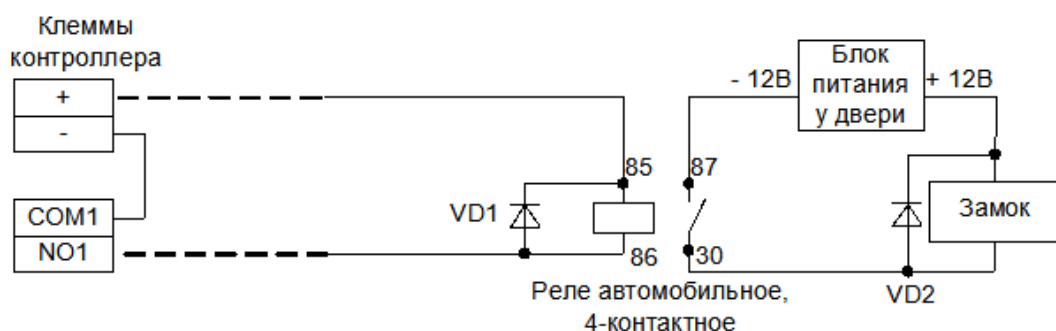 Клеммы
контроллера
+
-
COM1
NO1
VD1
85
86
87
30
Реле автомобильное,
4-контактное
- 12В
Блок
питания
у двери
+ 12В
Замок
VD2